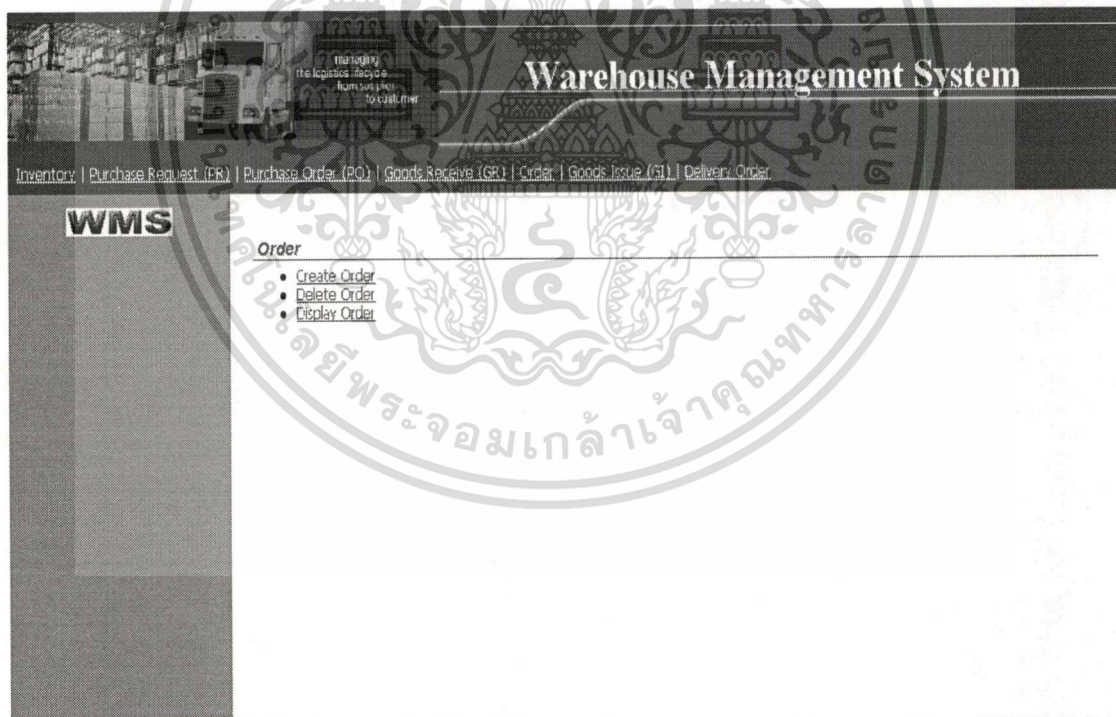 managing
the logistics lifecycle
from supplier
to customer
Warehouse Management System
Inventory | Purchase Request (PR) | Purchase Order (PO) | Goods Receive (GR) | Order | Goods Issue (GI) | Delivery Order
WMS
Order
• Create Order
• Delete Order
• Display Order
พระจอมเกล้าเจ้าคุณทหาร